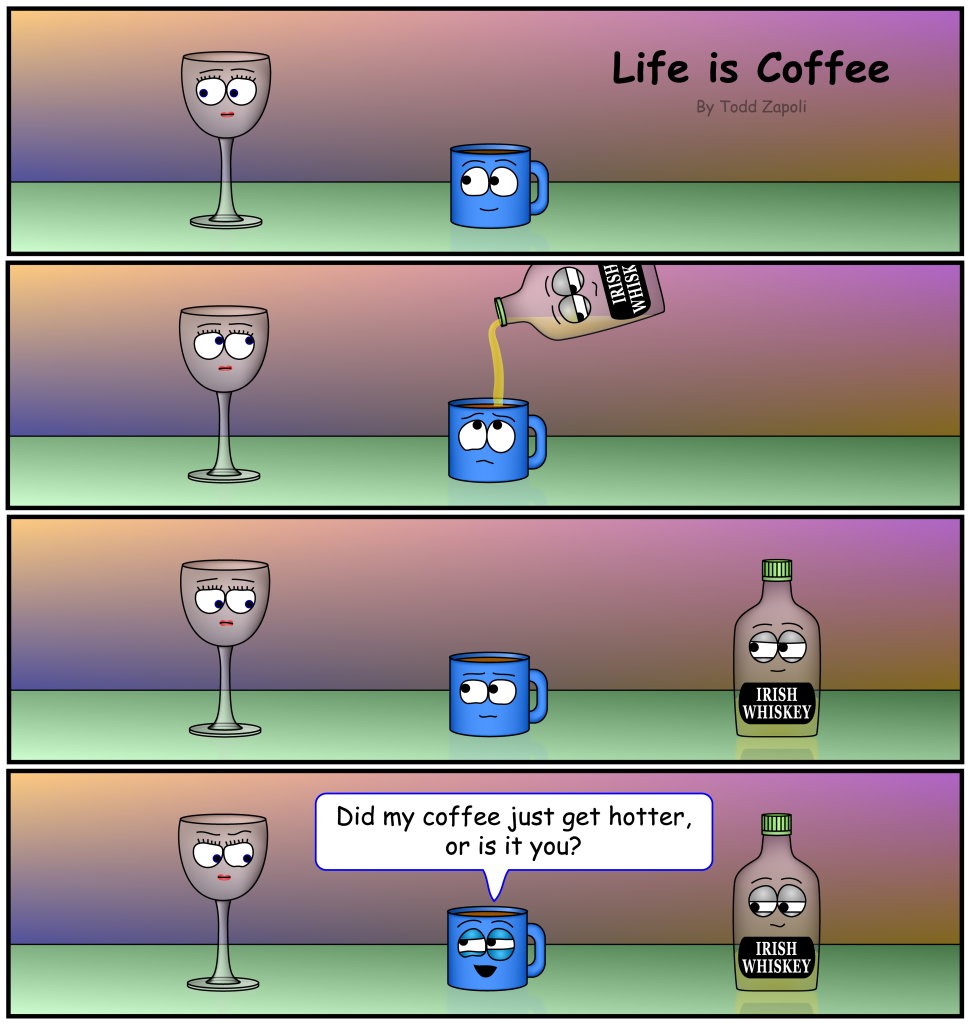 Life is Coffee
By Todd Zapoli
IRISH
WHISK
IRISH
WHISKEY
Did my coffee just get hotter,
or is it you?
IRISH
WHISKEY